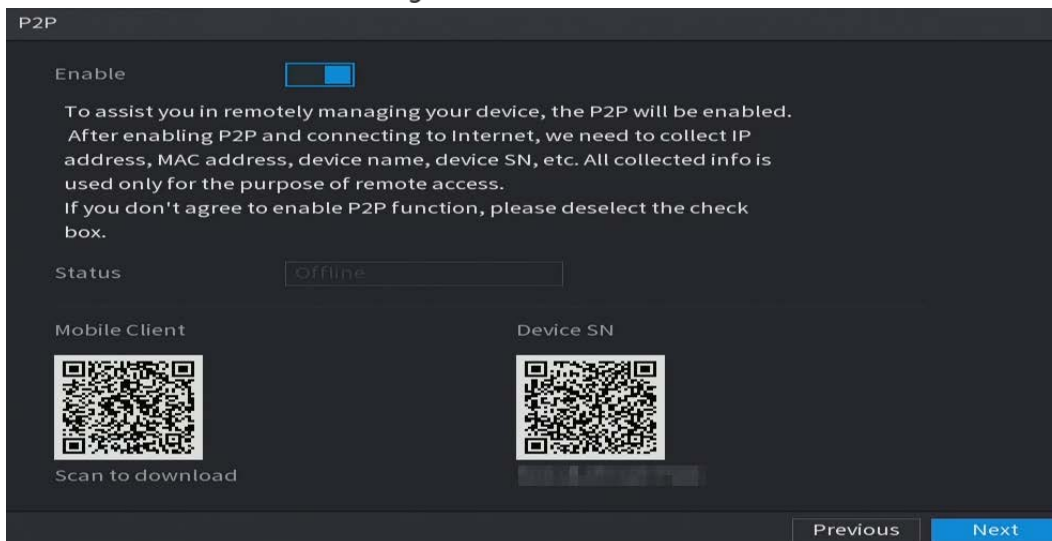 P2P
Enable
To assist you in remotely managing your device, the P2P will be enabled.
After enabling P2P and connecting to Internet, we need to collect IP
address, MAC address, device name, device SN, etc. All collected info is
used only for the purpose of remote access.
If you don't agree to enable P2P function, please deselect the check
box.
Status Offline
Mobile Client Device SN
Scan to download
Previous Next